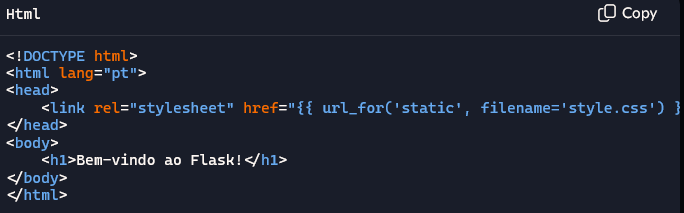 Html
Copy
<!DOCTYPE html>
<html lang="pt">
<head>
    <link rel="stylesheet" href="{{ url_for('static', filename='style.css') }
</head>
<body>
    <h1>Bem-vindo ao Flask!</h1>
</body>
</html>